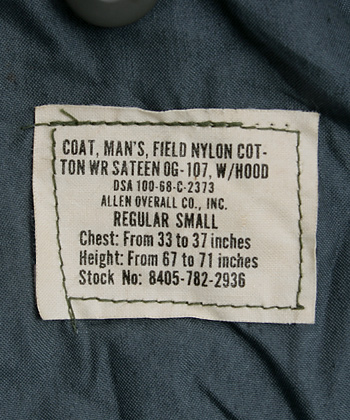 COAT, MAN'S, FIELD NYLON COT-
TON WR SATEEN OG-107, W/HOOD
DSA 100-68-C-2373
ALLEN OVERALL CO., INC.
REGULAR SMALL
Chest: From 33 to 37 inches
Height: From 67 to 71 inches
Stock No: 8405-782-2936